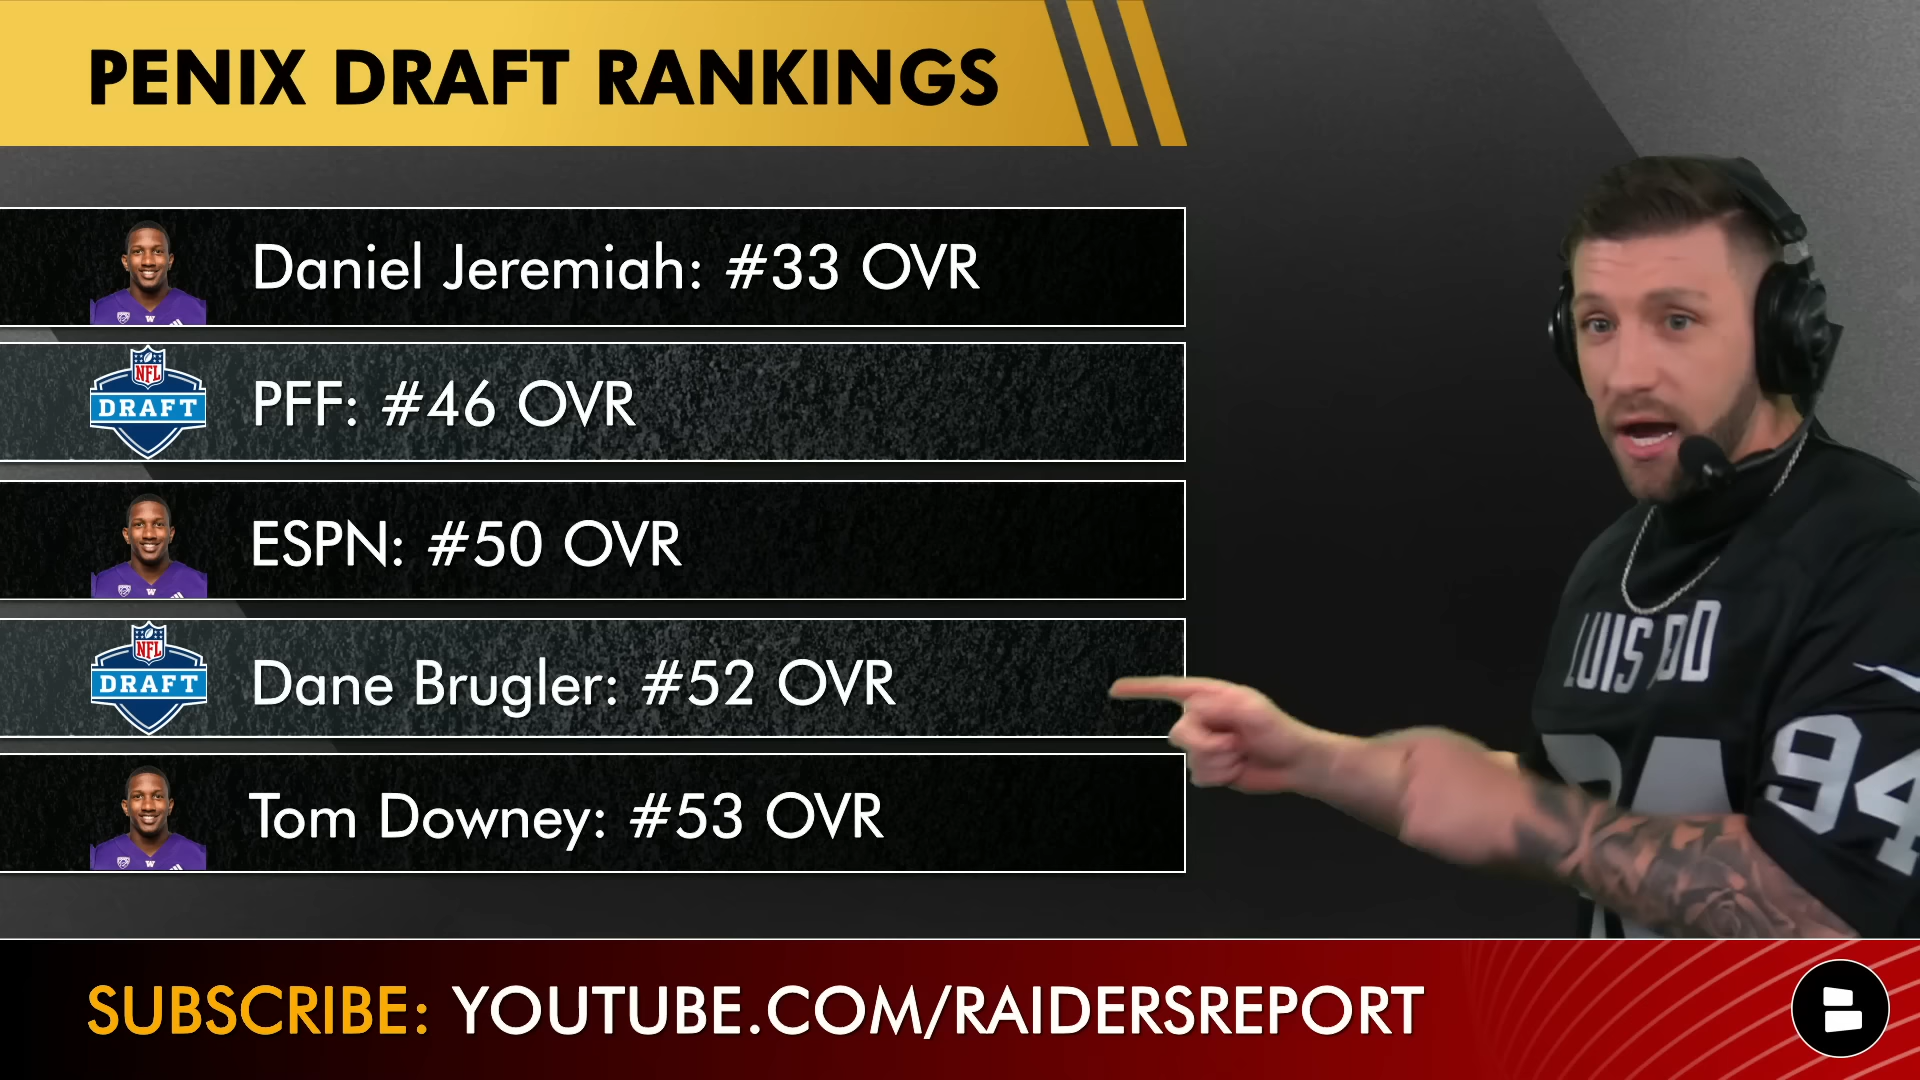 PENIX DRAFT RANKINGS
Daniel Jeremiah: #33 OVR
NFL
DRAFT
PFF: #46 OVR
ESPN: #50 OVR
NFL
DRAFT
Dane Brugler: #52 OVR
Tom Downey: #53 OVR
94
SUBSCRIBE: YOUTUBE.COM/RAIDERSREPORT